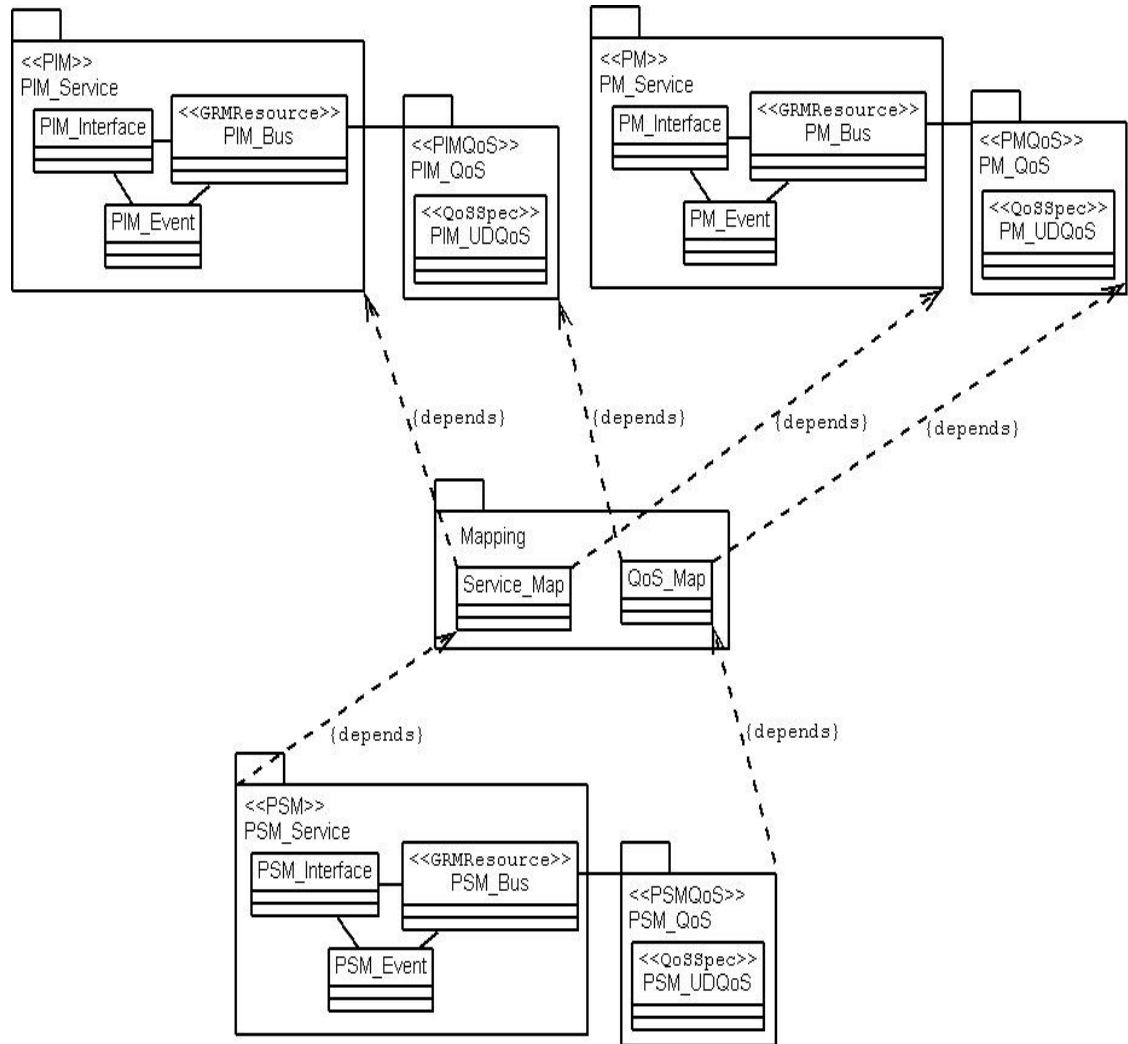 <<PIM>>
PIM_Service
PIM_Interface
<<GRMResource>>
PIM_Bus
PIM_Event
<<PIMQoS>>
PIM_QoS
<<QoSSpec>>
PIM_UDQoS
<<PM>>
PM_Service
PM_Interface
<<GRMResource>>
PM_Bus
PM_Event
<<PMQoS>>
PM_QoS
<<QoSSpec>>
PM_UDQoS
{depends}
{depends}
{depends}
{depends}
Mapping
Service_Map
QoS_Map
{depends}
{depends}
<<PSM>>
PSM_Service
PSM_Interface
<<GRMResource>>
PSM_Bus
PSM_Event
<<PSMQoS>>
PSM_QoS
<<QoSSpec>>
PSM_UDQoS